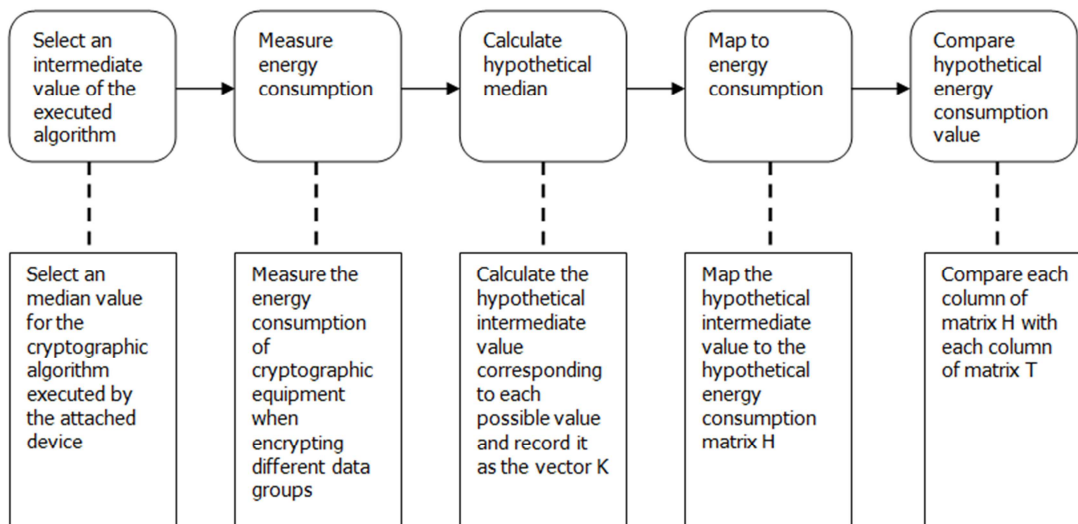 Select an
intermediate
value of the
executed
algorithm
Measure
energy
consumption
Calculate
hypothetical
median
Map to
energy
consumption
Compare
hypothetical
energy
consumption
value
Select an
median value
for the
cryptographic
algorithm
executed by
the attached
device
Measure the
energy
consumption
of
cryptographic
equipment
when
encrypting
different data
groups
Calculate the
hypothetical
intermediate
value
corresponding
to each
possible value
and record it
as the vector K
Map the
hypothetical
intermediate
value to the
hypothetical
energy
consumption
matrix H
Compare each
column of
matrix H with
each column
of matrix T